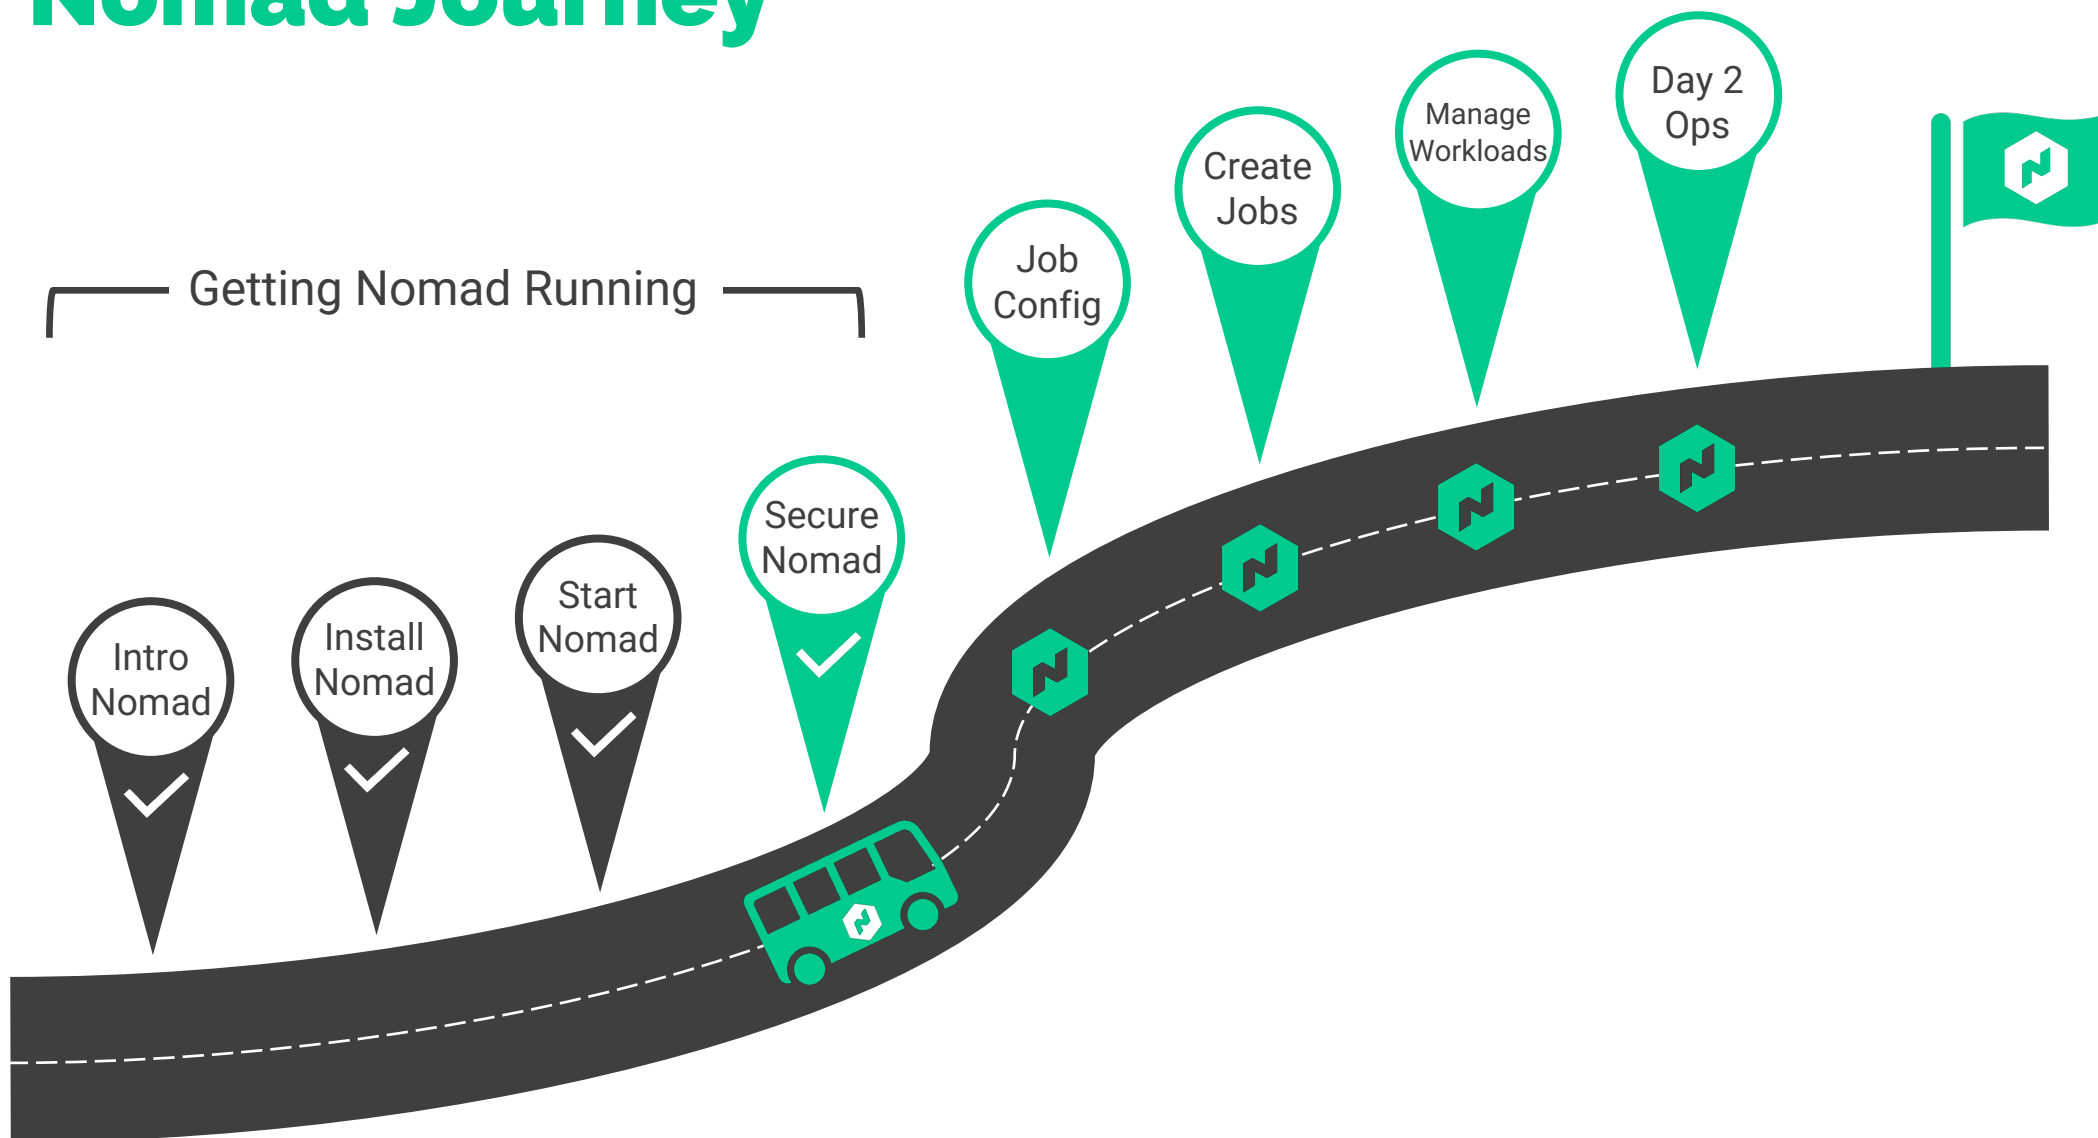 Nomad Journey
Getting Nomad Running
Intro
Nomad
Install
Nomad
Start
Nomad
Secure
Nomad
Job
Config
Create
Jobs
Manage
Workloads
Day 2
Ops